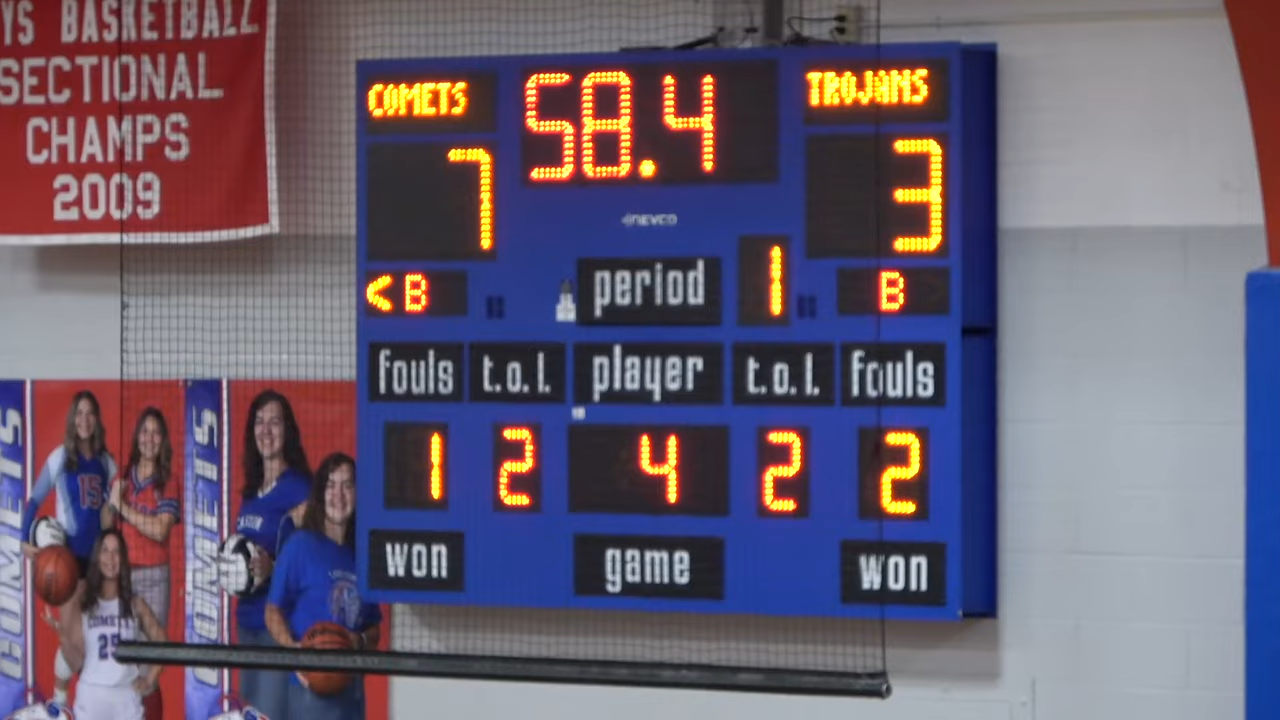 YS BASKETBALL
SECTIONAL
CHAMPS
2009
COMETS 58.4 TROJANS
7 3
NEVCO
<B period 1 B
fouls t.o.l. player t.o.l. fouls
1 2 4 2 2
won game won
COMETS
COMETS
15
COMETS